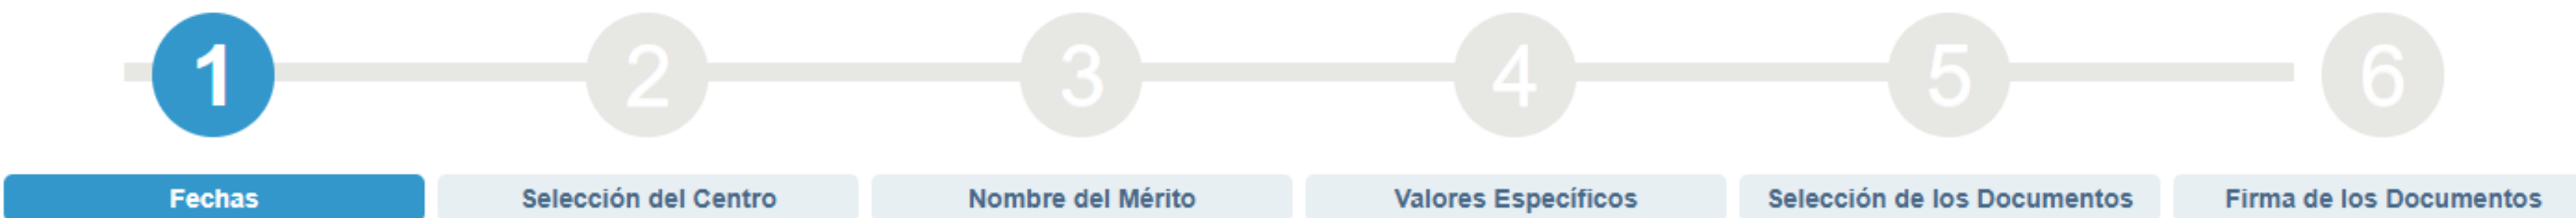 1 2 3 4 5 6
Fechas Selección del Centro Nombre del Mérito Valores Específicos Selección de los Documentos Firma de los Documentos